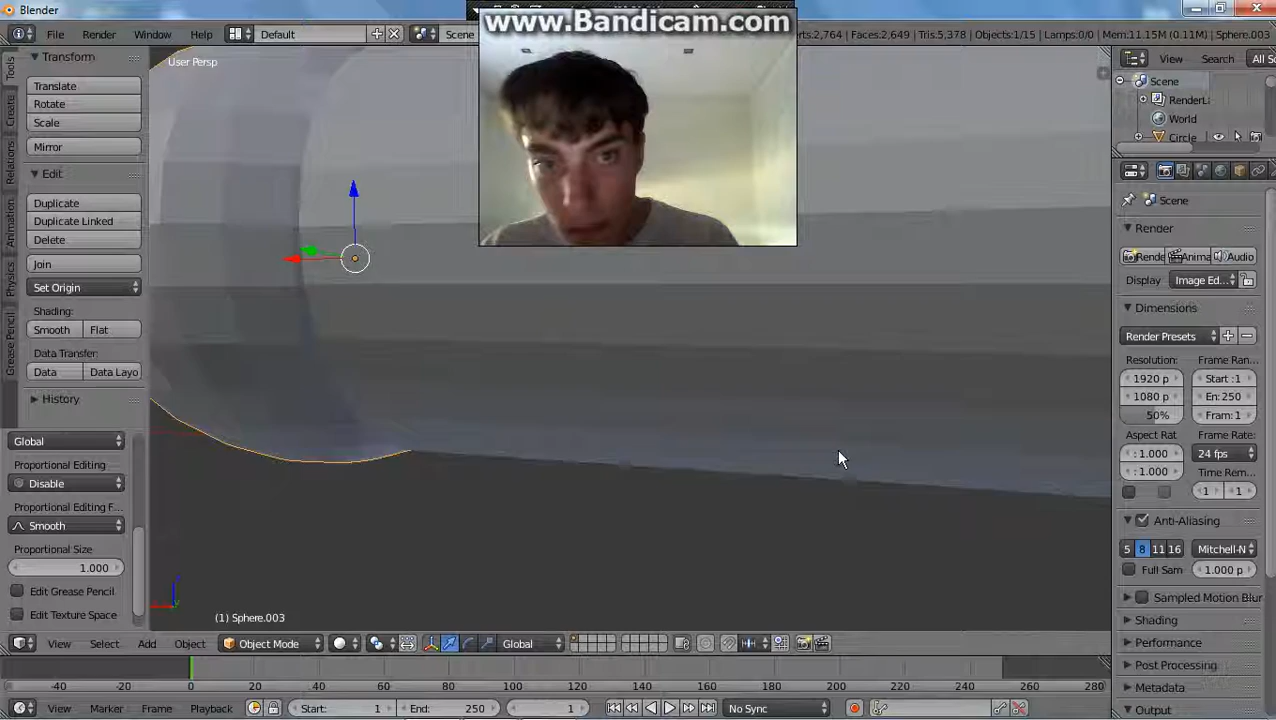 Blender
www.Bandicam.com
File Render Window Help Default Scene
erts:2,764 | Faces:2,649 | Tris:5,378 | Objects:1/15 | Lamps:0/0 | Mem:11.15M (0.11M) | Sphere.003
User Persp
Tools
Create
Relations
Animation
Physics
Grease Pencil
Transform
Translate
Rotate
Scale
Mirror
Edit
Duplicate
Duplicate Linked
Delete
Join
Set Origin
Shading:
Smooth Flat
Data Transfer:
Data Data Layo
History
Global
Proportional Editing
Disable
Proportional Editing F...
Smooth
Proportional Size
1.000
Edit Grease Pencil
Edit Texture Space
(1) Sphere.003
View Select Add Object Object Mode Global
-40 -20 0 20 40 60 80 100 120 140 160 180 200 220 240 260 280
View Marker Frame Playback Start: 1 End: 250 1 No Sync
View Search All Sc
Scene
RenderL
World
Circle
Scene
Render
Rende Anima Audio
Display Image Ed...
Dimensions
Render Presets
Resolution: Frame Ran...
1920 p Start :1
1080 p En: 250
50% Fram: 1
Aspect Rat Frame Rate:
: 1.000 24 fps
: 1.000 Time Rem...
1 1
Anti-Aliasing
5 8 11 16 Mitchell-N
Full Sam 1.000 p
Sampled Motion Blur
Shading
Performance
Post Processing
Metadata
Output